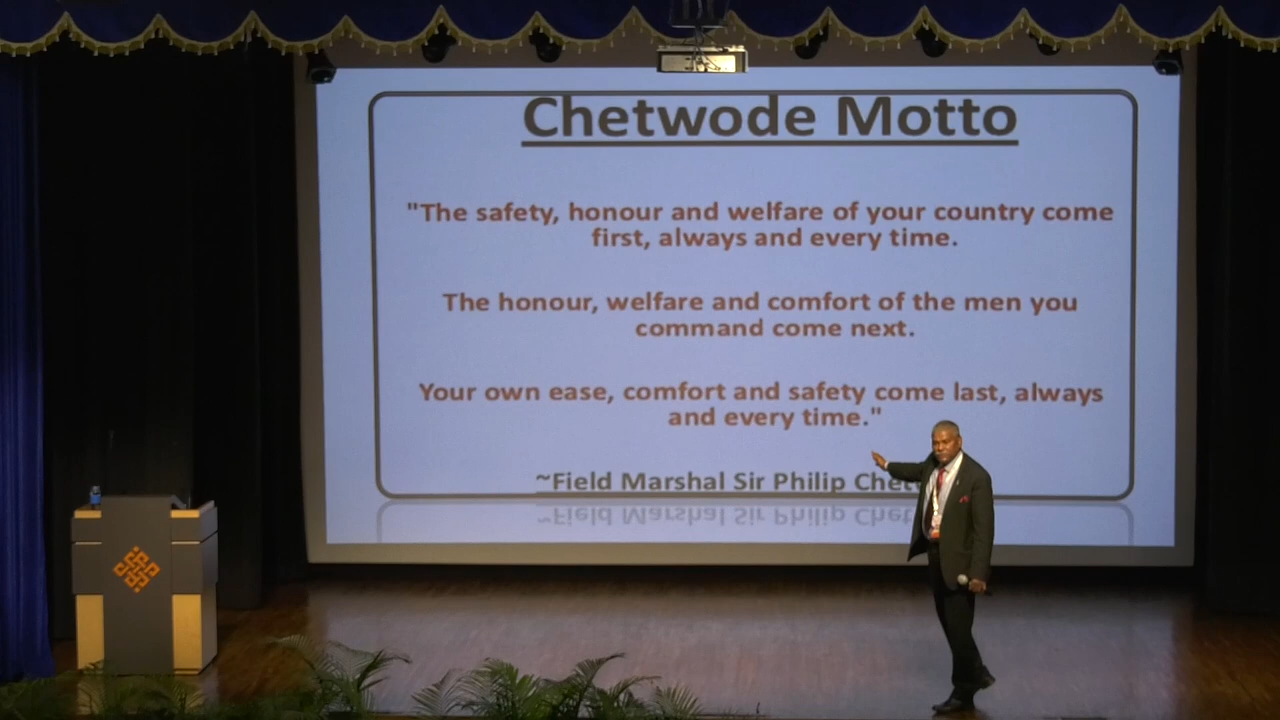 Chetwode Motto
"The safety, honour and welfare of your country come
first, always and every time.
The honour, welfare and comfort of the men you
command come next.
Your own ease, comfort and safety come last, always
and every time."
~Field Marshal Sir Philip